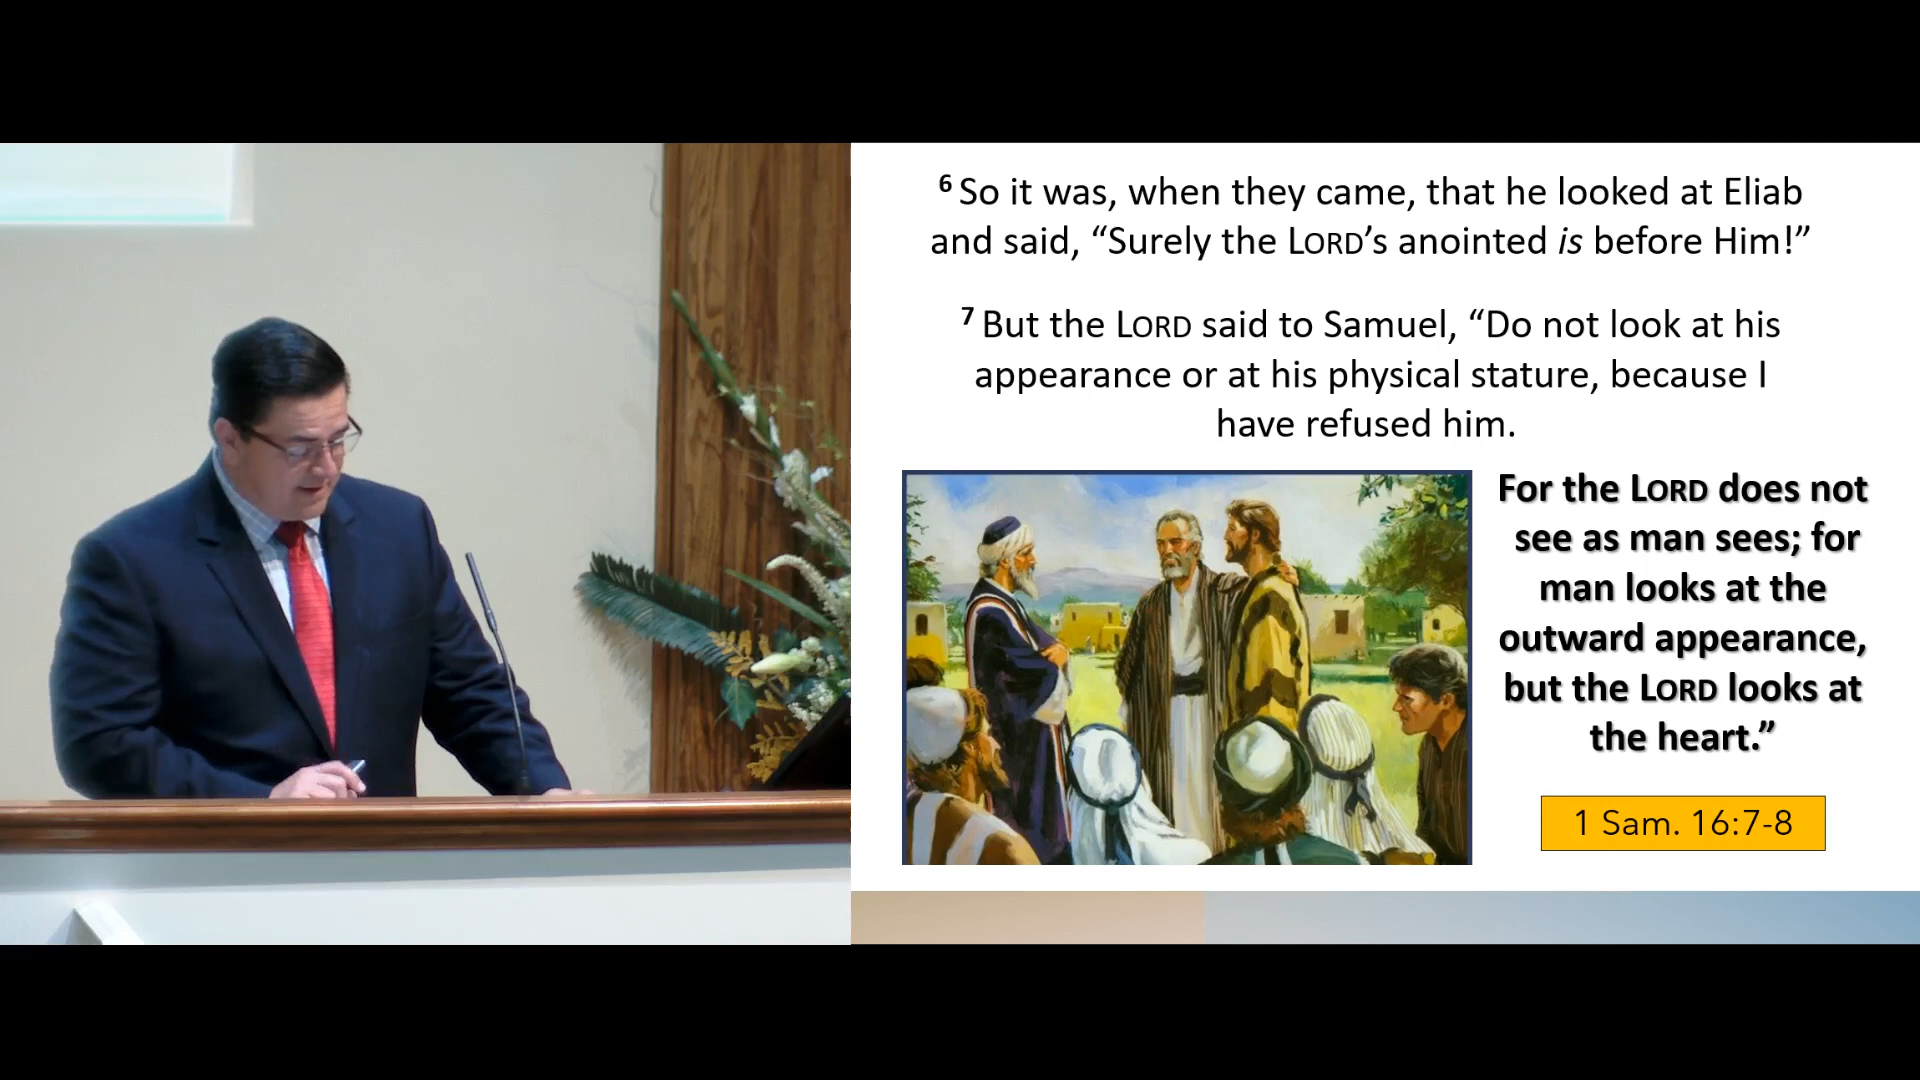 6 So it was, when they came, that he looked at Eliab
and said, “Surely the LORD’s anointed is before Him!”
7 But the LORD said to Samuel, “Do not look at his
appearance or at his physical stature, because I
have refused him.
For the LORD does not
see as man sees; for
man looks at the
outward appearance,
but the LORD looks at
the heart.”
1 Sam. 16:7-8